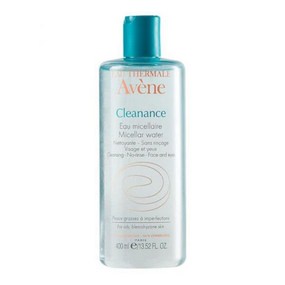 EAU THERMALE
Avène
Cleanance
Eau micellaire
Micellar water
Nettoyante - Sans rinçage
Visage et yeux
Cleansing - No-rinse - Face and eyes
Peaux grasses à imperfections
For oily, blemish-prone skin
400 ml ℮ 13.52 FL. OZ.